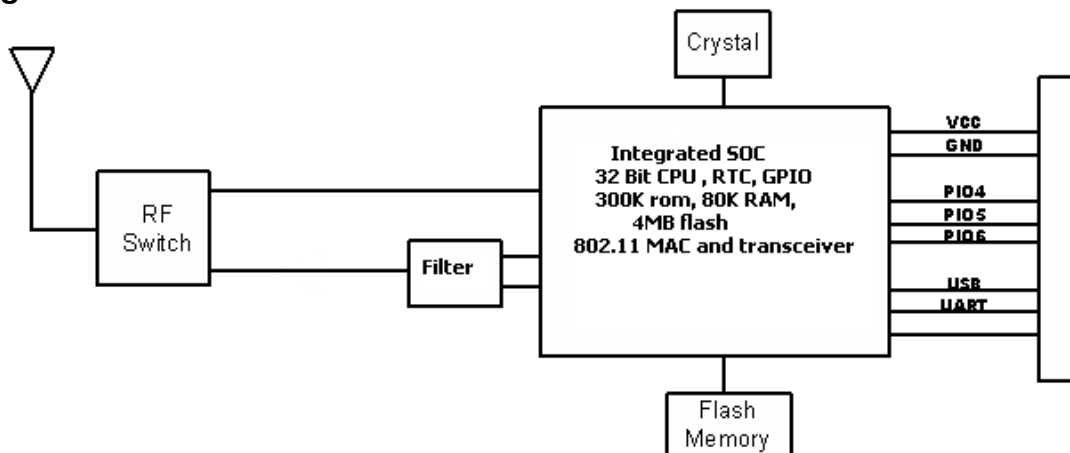 g
Crystal
VCC
GND
Integrated SOC
32 Bit CPU , RTC, GPIO
300K rom, 80K RAM,
4MB flash
802.11 MAC and transceiver
PIO4
PIO5
PIO6
RF
Switch
Filter
USB
UART
Flash
Memory